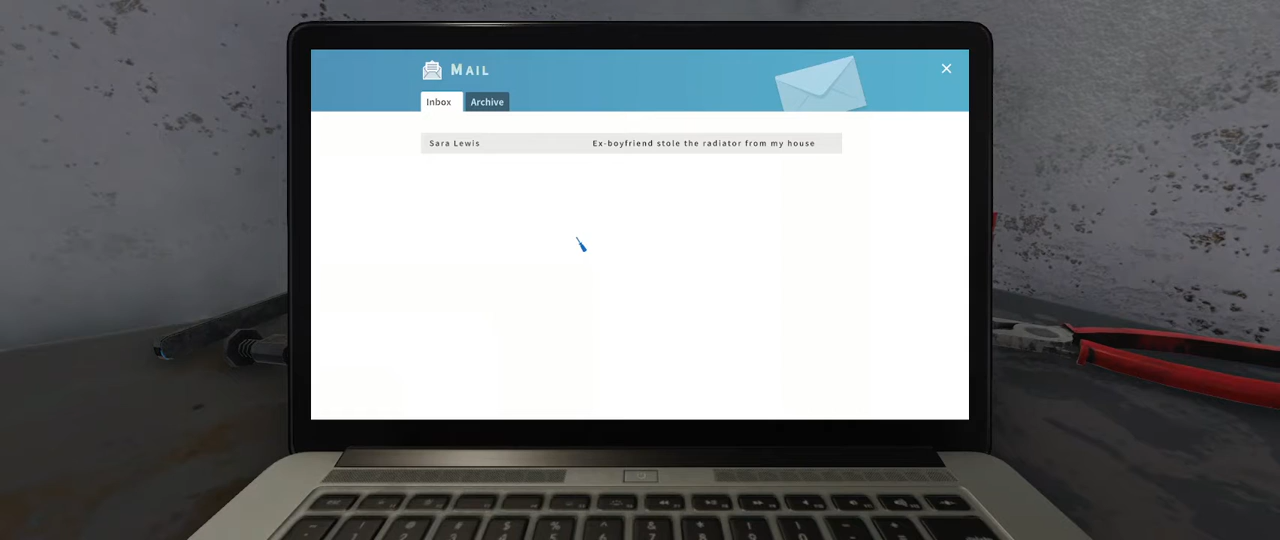 MAIL
Inbox Archive
Sara Lewis Ex-boyfriend stole the radiator from my house